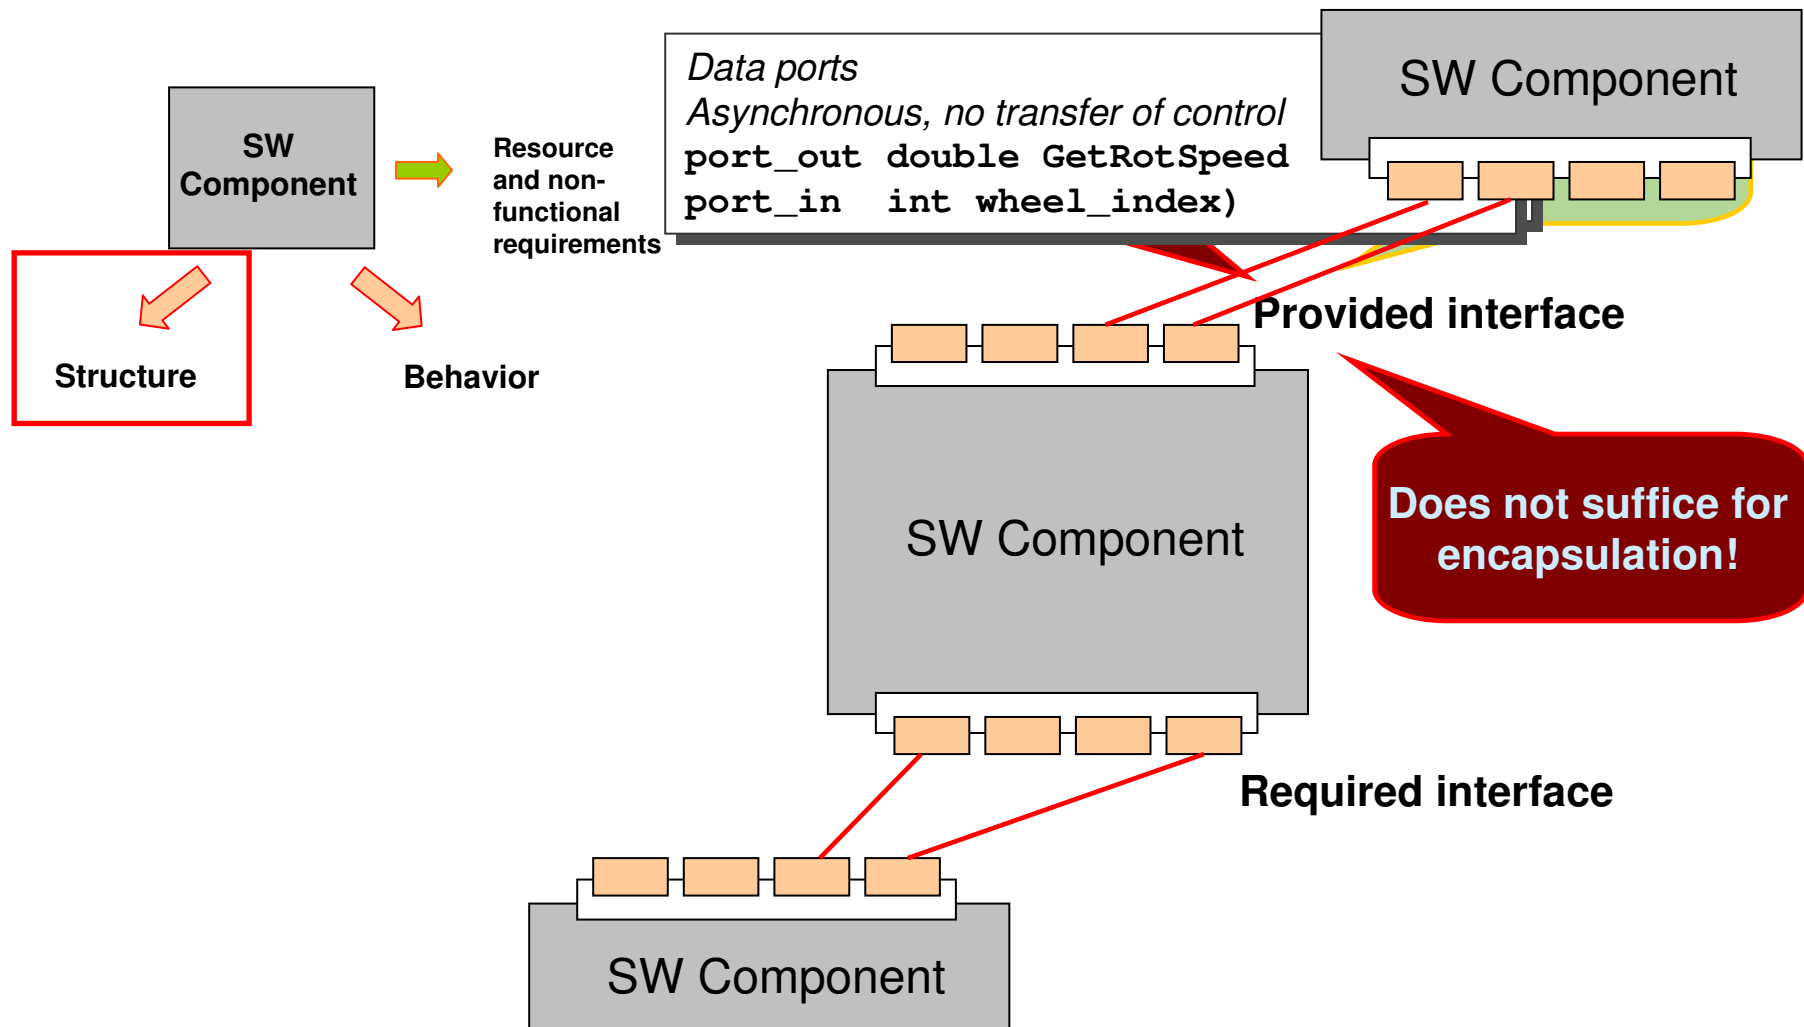 SW
Component
Resource
and non-
functional
requirements
Structure
Behavior
Data ports
Asynchronous, no transfer of control
port_out double GetRotSpeed
port_in int wheel_index)
SW Component
Provided interface
Does not suffice for
encapsulation!
SW Component
Required interface
SW Component